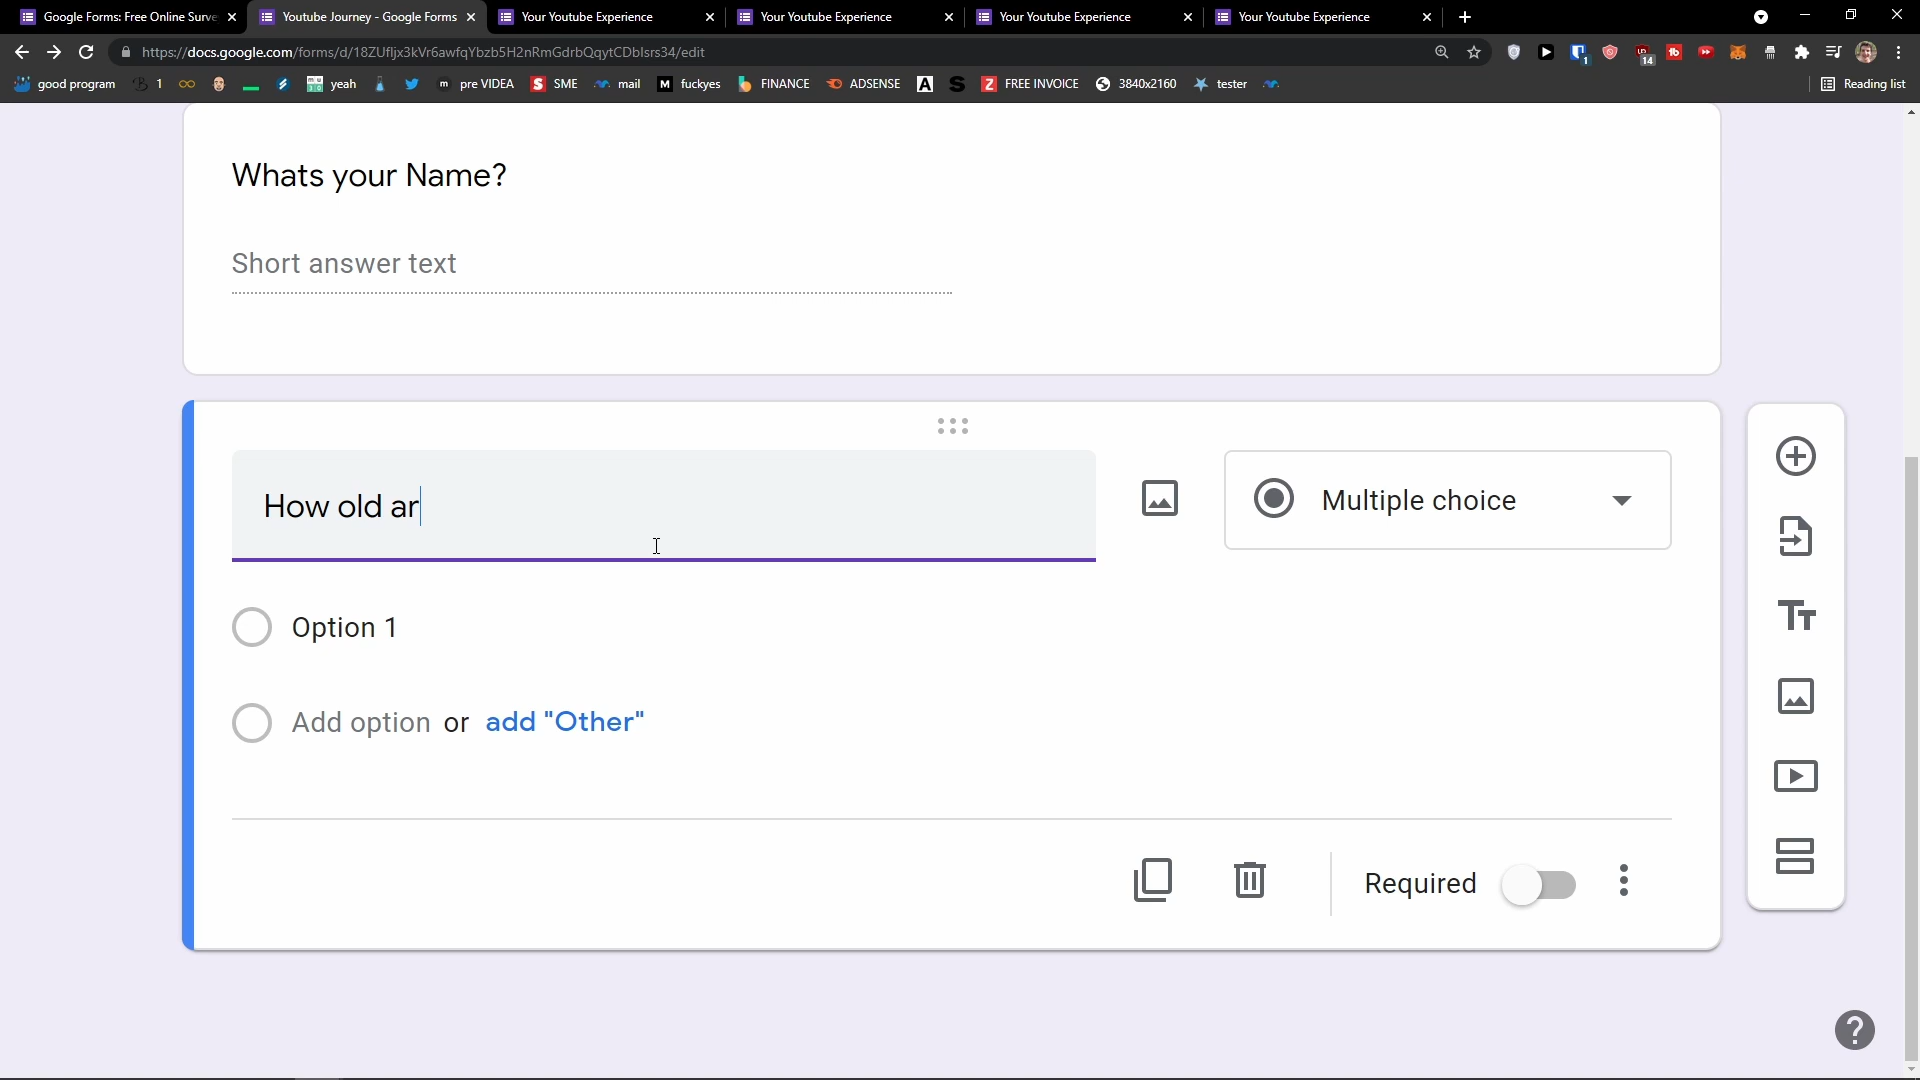 Google Forms: Free Online Surve
Youtube Journey - Google Forms
Your Youtube Experience
Your Youtube Experience
Your Youtube Experience
Your Youtube Experience
https://docs.google.com/forms/d/18ZUfljx3kVr6awfqYbzb5H2nRmGdrbQqytCDblsrs34/edit
1
14
good program
1
yeah
pre VIDEA
SME
mail
fuckyes
FINANCE
ADSENSE
FREE INVOICE
3840x2160
tester
Reading list
Whats your Name?
Short answer text
How old ar
Multiple choice
Option 1
Add option or add "Other"
Required